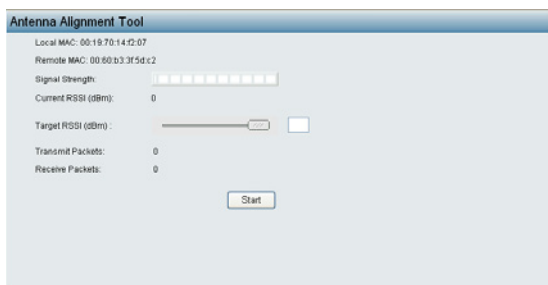 Antenna Alignment Tool
Local MAC: 00:19:70:14:f2:07
Remote MAC: 00:60:b3:3f:5d:c2
Signal Strength:
Current RSSI (dBm): 0
Target RSSI (dBm) :
Transmit Packets: 0
Receive Packets: 0
Start